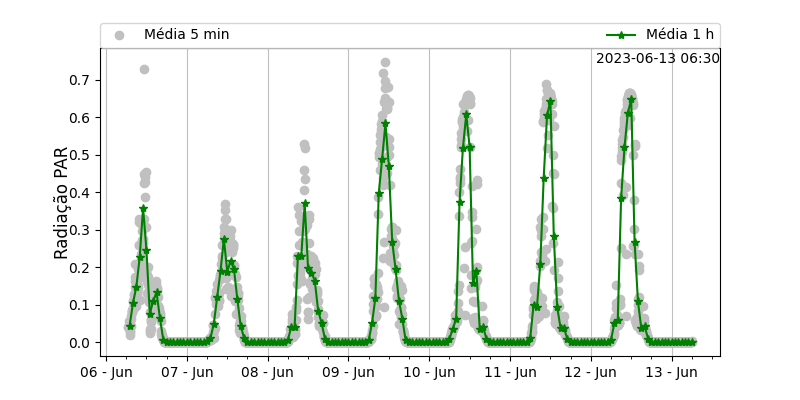 Média 5 min
Média 1 h
2023-06-13 06:30
Radiação PAR
0.7
0.6
0.5
0.4
0.3
0.2
0.1
0.0
06 - Jun
07 - Jun
08 - Jun
09 - Jun
10 - Jun
11 - Jun
12 - Jun
13 - Jun